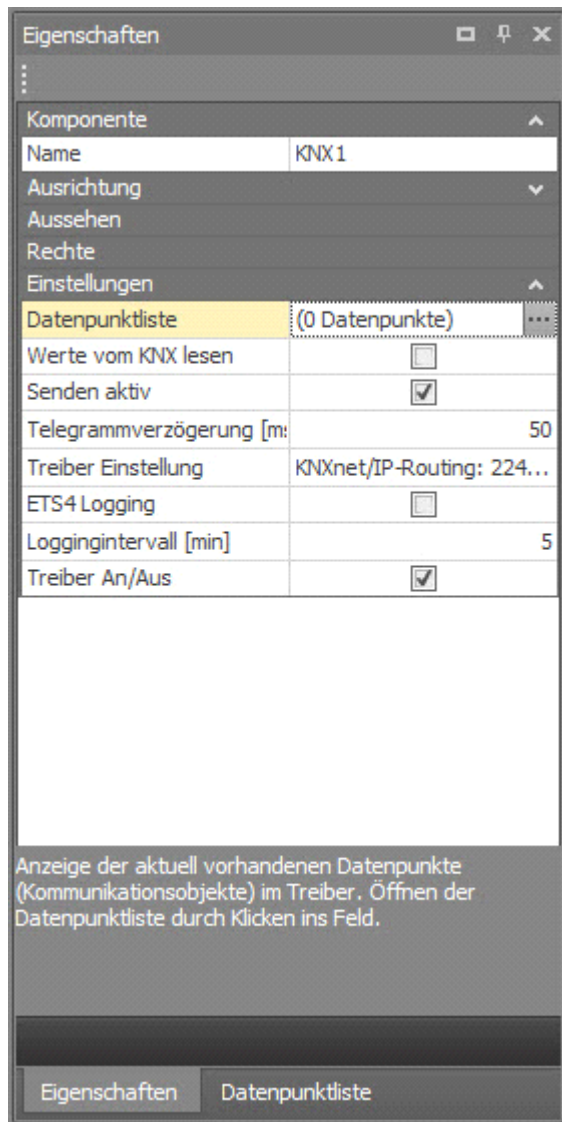 Eigenschaften
Komponente
Name KNX1
Ausrichtung
Aussehen
Rechte
Einstellungen
Datenpunktliste (0 Datenpunkte) ...
Werte vom KNX lesen
Senden aktiv
Telegrammverzögerung [m 50
Treiber Einstellung KNXnet/IP-Routing: 224...
ETS4 Logging
Loggingintervall [min] 5
Treiber An/Aus
Anzeige der aktuell vorhandenen Datenpunkte
(Kommunikationsobjekte) im Treiber. Öffnen der
Datenpunktliste durch Klicken ins Feld.
Eigenschaften Datenpunktliste